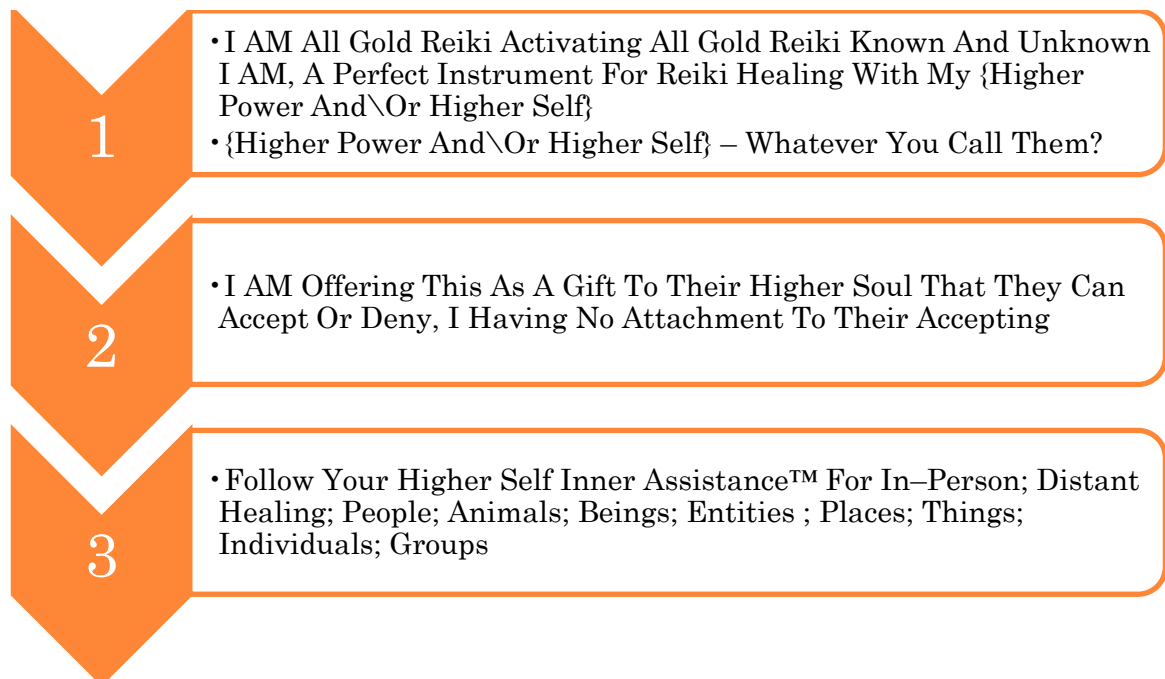 1
•I AM All Gold Reiki Activating All Gold Reiki Known And Unknown
I AM, A Perfect Instrument For Reiki Healing With My {Higher
Power And\Or Higher Self}
•{Higher Power And\Or Higher Self} – Whatever You Call Them?
2
•I AM Offering This As A Gift To Their Higher Soul That They Can
Accept Or Deny, I Having No Attachment To Their Accepting
3
•Follow Your Higher Self Inner Assistance™ For In–Person; Distant
Healing; People; Animals; Beings; Entities ; Places; Things;
Individuals; Groups